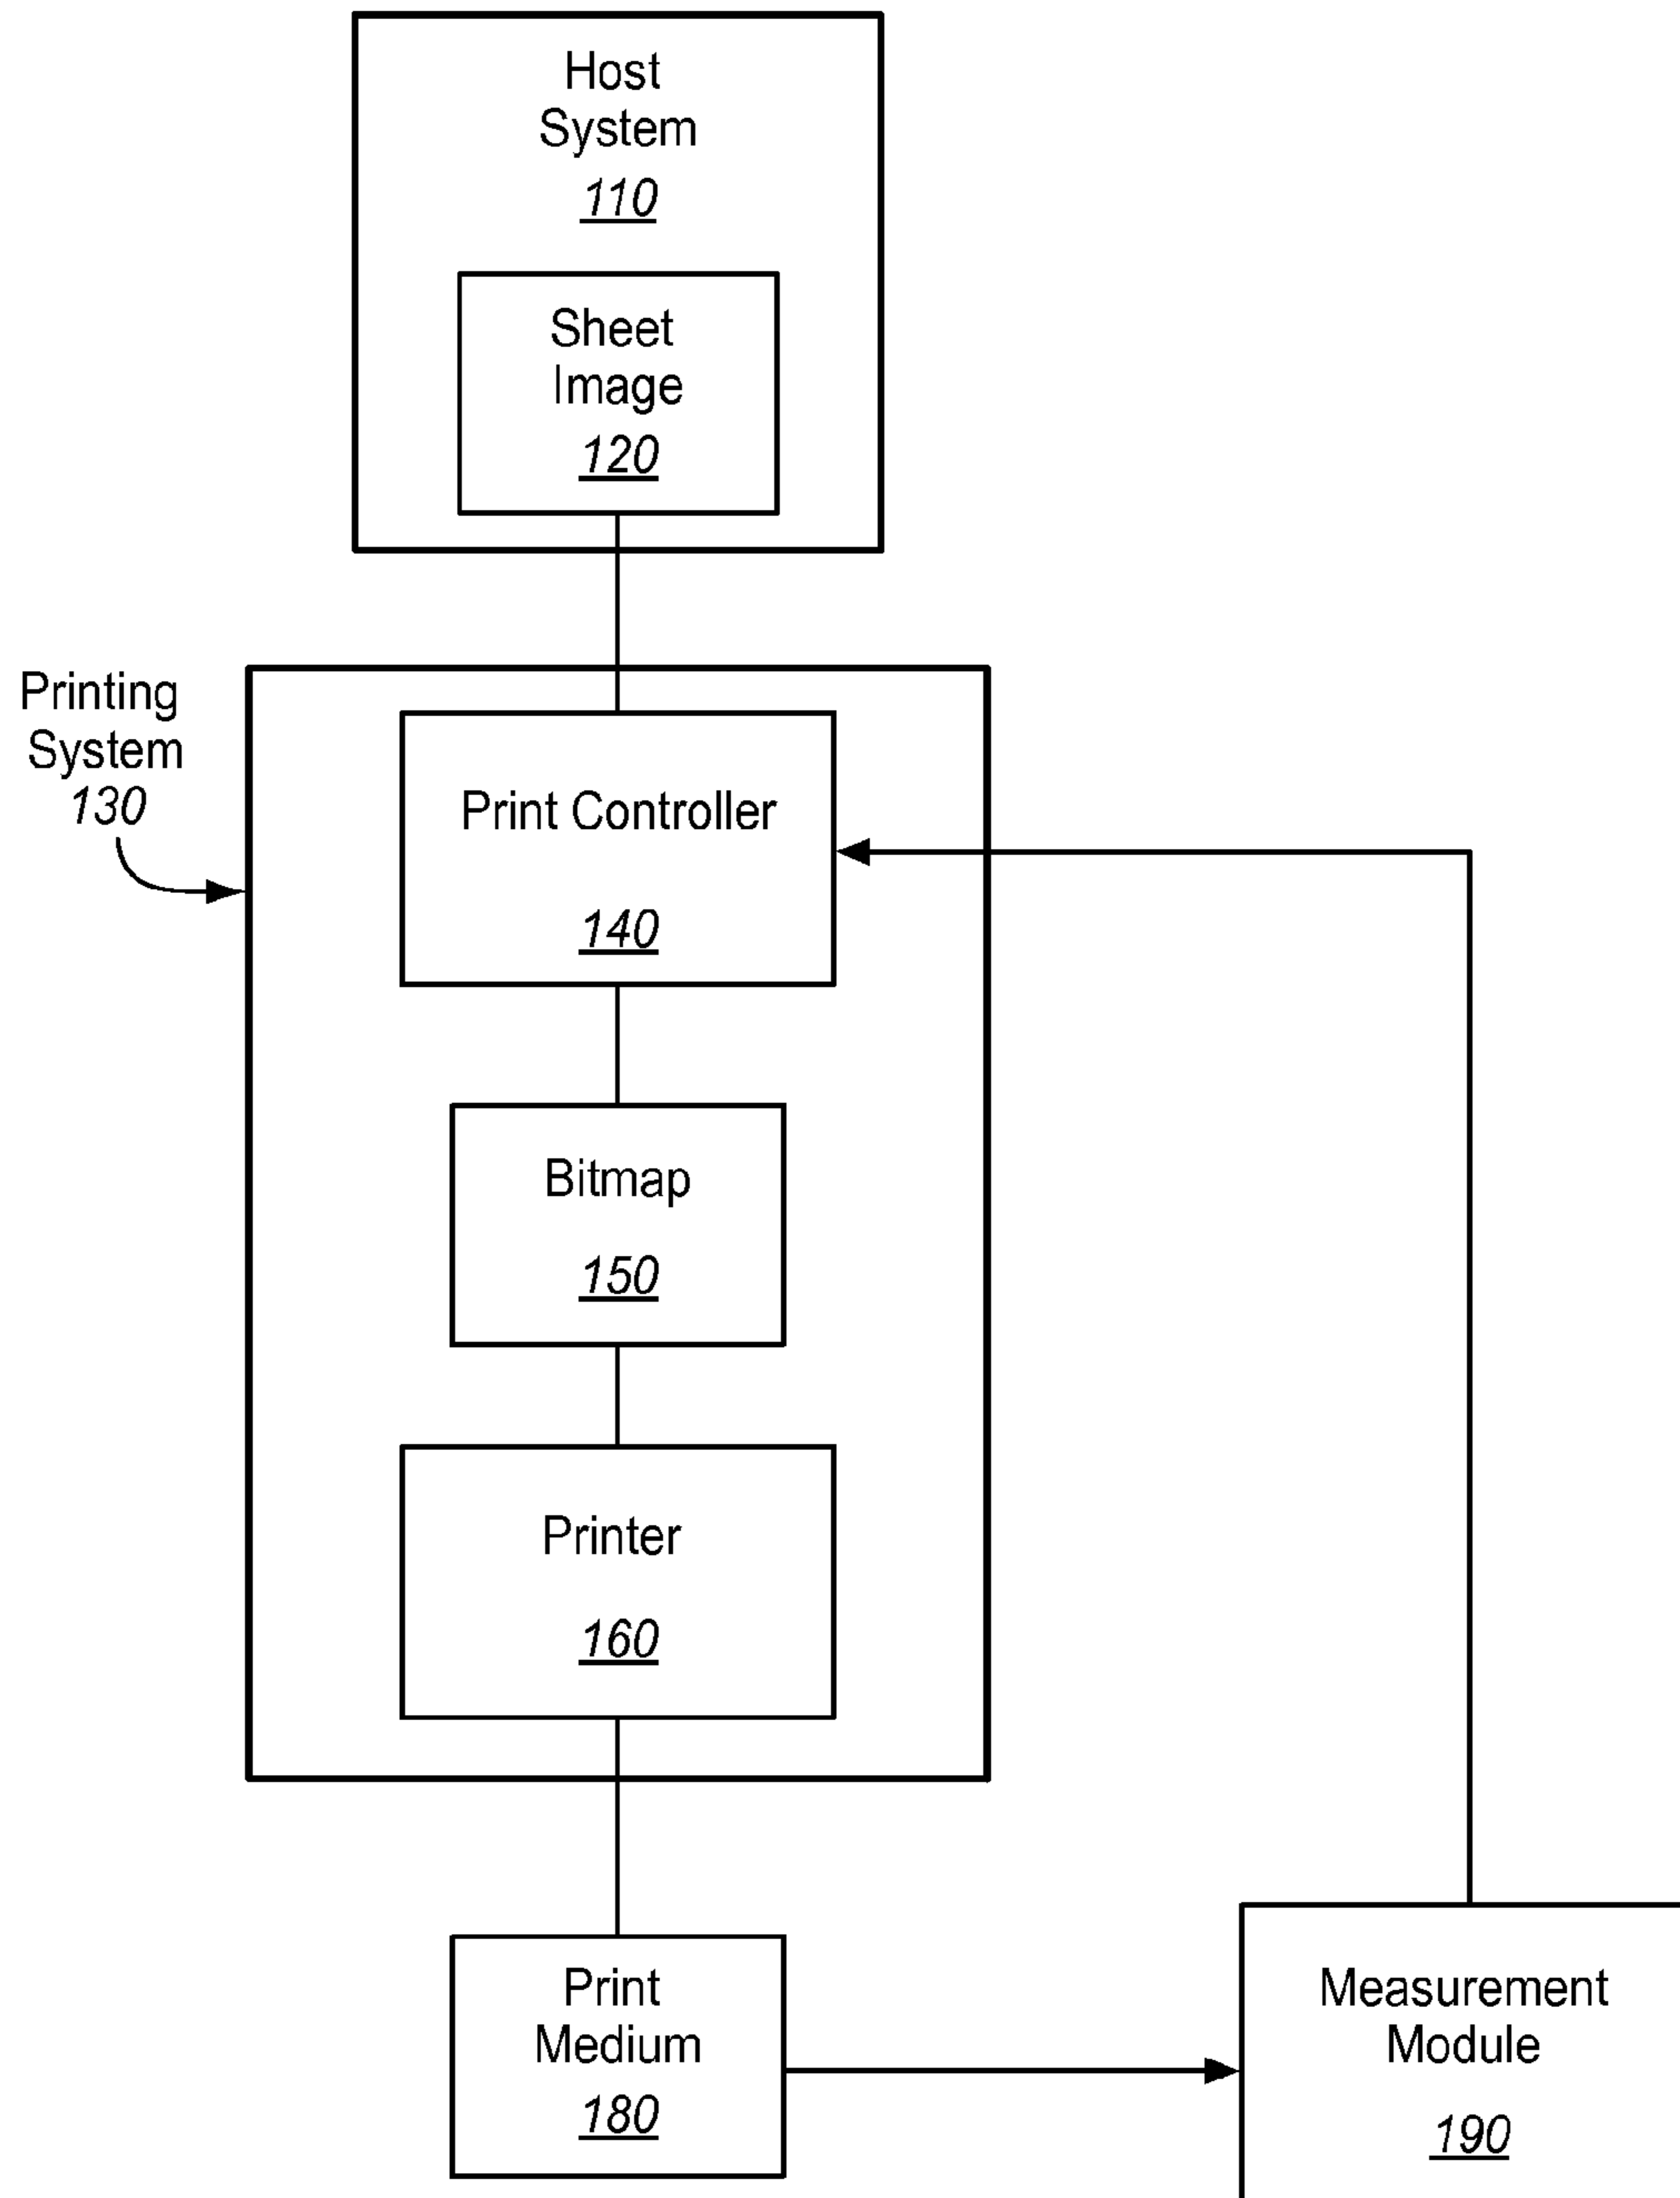 Host
System
110
Sheet
Image
120
Printing
System
130
Print Controller
140
Bitmap
150
Printer
160
Print
Medium
180
Measurement
Module
190